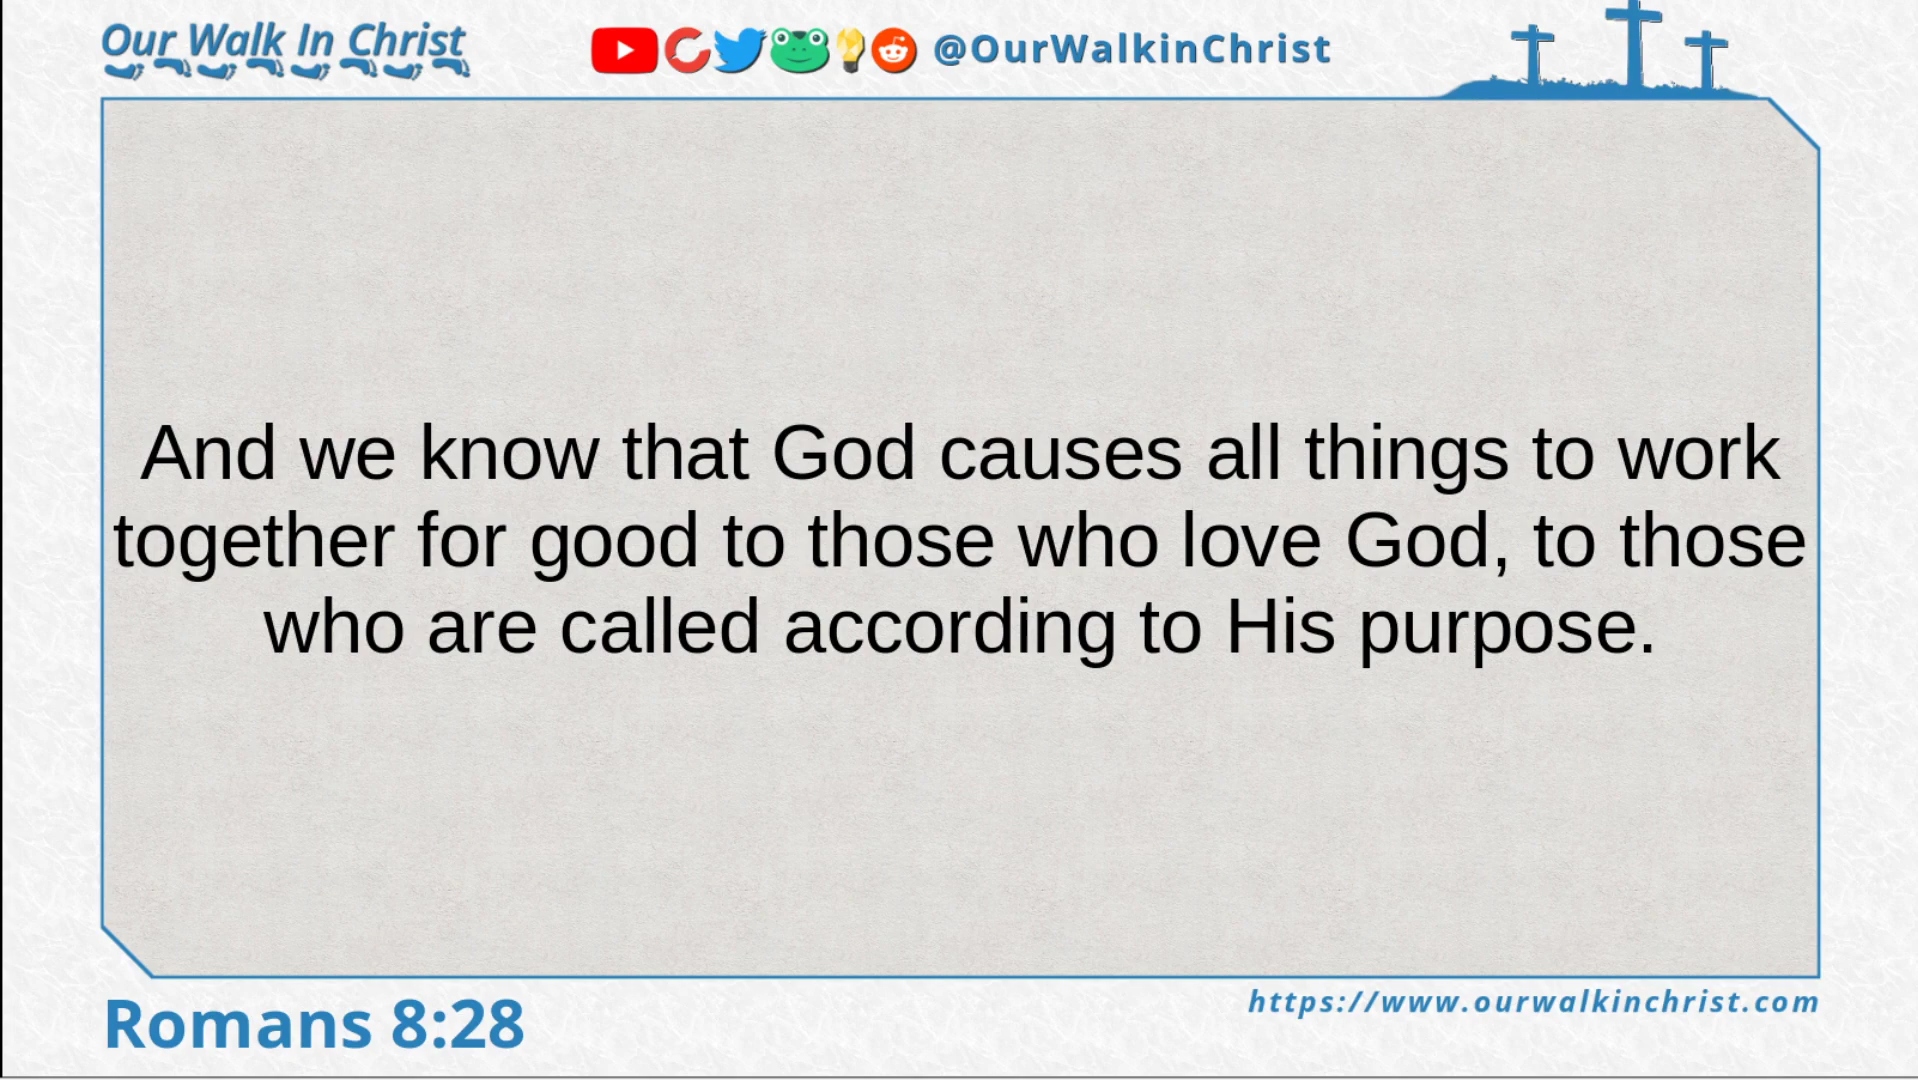 Our Walk In Christ
@OurWalkinChrist
And we know that God causes all things to work
together for good to those who love God, to those
who are called according to His purpose.
Romans 8:28
https://www.ourwalkinchrist.com